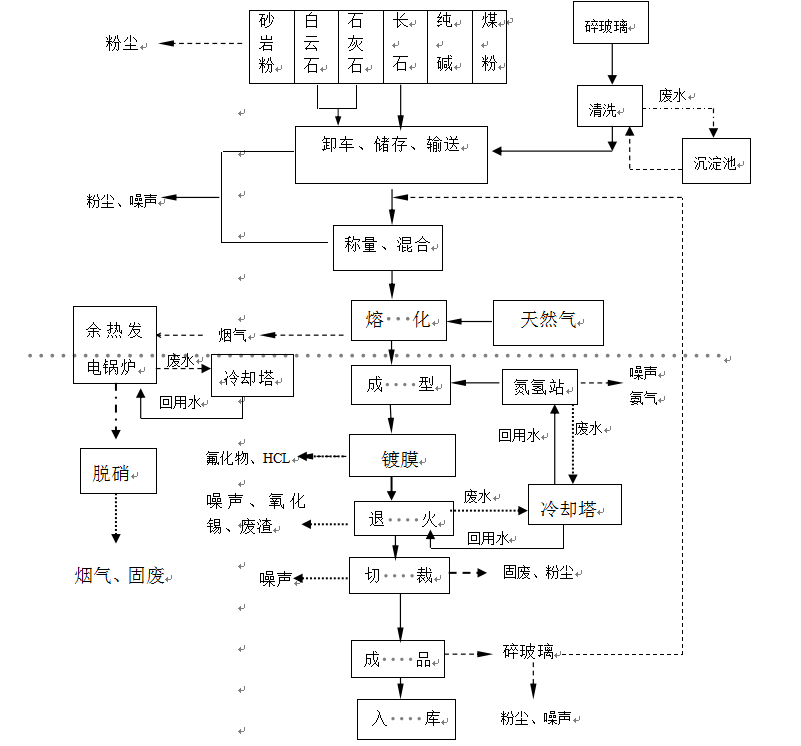 砂岩粉
白云石
石灰石
长石
纯碱
煤粉
碎玻璃
粉尘
清洗
废水
卸车、储存、输送
沉淀池
粉尘、噪声
称量、混合
余热发
电锅炉
烟气
熔····化
天然气
废水
冷却塔
成····型
氮氢站
噪声
氨气
回用水
回用水
废水
脱硝
氟化物、HCL
镀膜
噪声、氧化
锡、废渣
退····火
废水
冷却塔
回用水
烟气、固废
噪声
切····裁
固废、粉尘
成····品
碎玻璃
入····库
粉尘、噪声